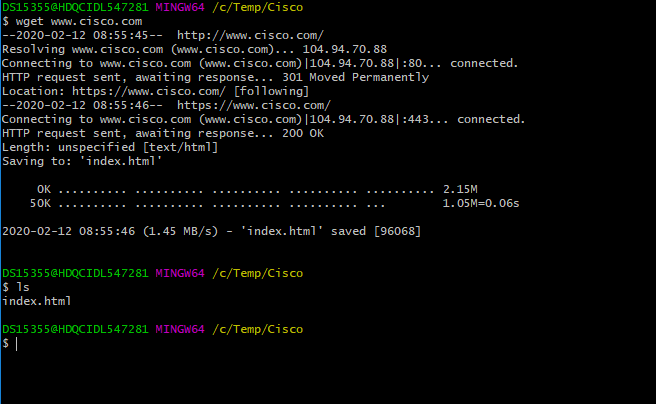 DS15355@HDQCIDL547281 MINGW64 /c/Temp/Cisco
$ wget www.cisco.com
--2020-02-12 08:55:45--  http://www.cisco.com/
Resolving www.cisco.com (www.cisco.com)... 104.94.70.88
Connecting to www.cisco.com (www.cisco.com)|104.94.70.88|:80... connected.
HTTP request sent, awaiting response... 301 Moved Permanently
Location: https://www.cisco.com/ [following]
--2020-02-12 08:55:46--  https://www.cisco.com/
Connecting to www.cisco.com (www.cisco.com)|104.94.70.88|:443... connected.
HTTP request sent, awaiting response... 200 OK
Length: unspecified [text/html]
Saving to: 'index.html'
     0K .......... .......... .......... .......... .......... 2.15M
    50K .......... .......... .......... .......... ...        1.05M=0.06s
2020-02-12 08:55:46 (1.45 MB/s) - 'index.html' saved [96068]
DS15355@HDQCIDL547281 MINGW64 /c/Temp/Cisco
$ ls
index.html
DS15355@HDQCIDL547281 MINGW64 /c/Temp/Cisco
$